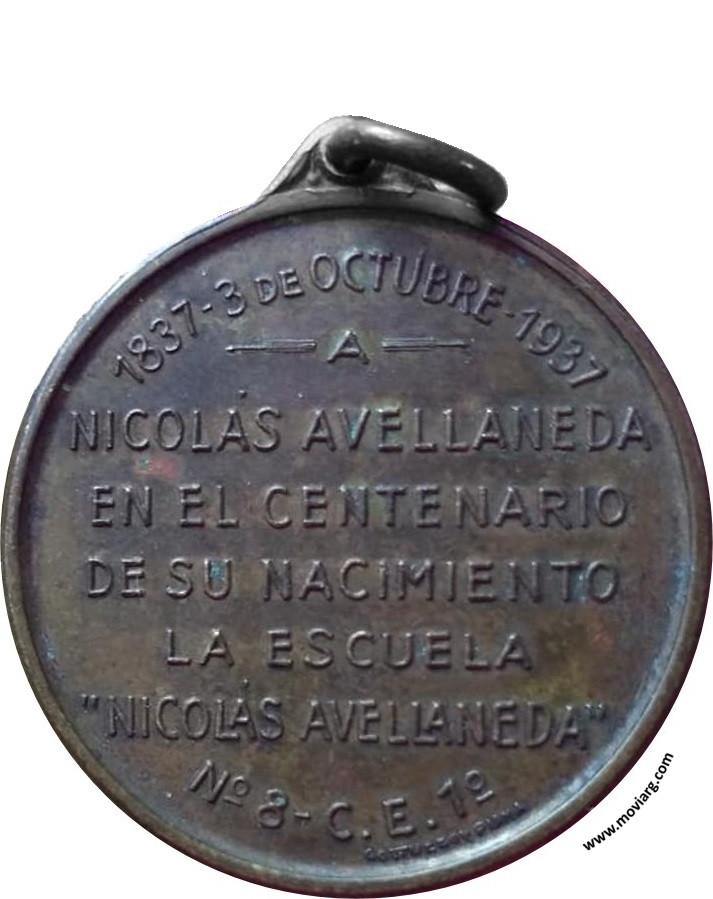 1837-3 DE OCTUBRE-1937
A
NICOLÁS AVELLANEDA
EN EL CENTENARIO
DE SU NACIMIENTO
LA ESCUELA
"NICOLÁS AVELLANEDA"
Nº 8-C.E.1º
www.moviarg.com